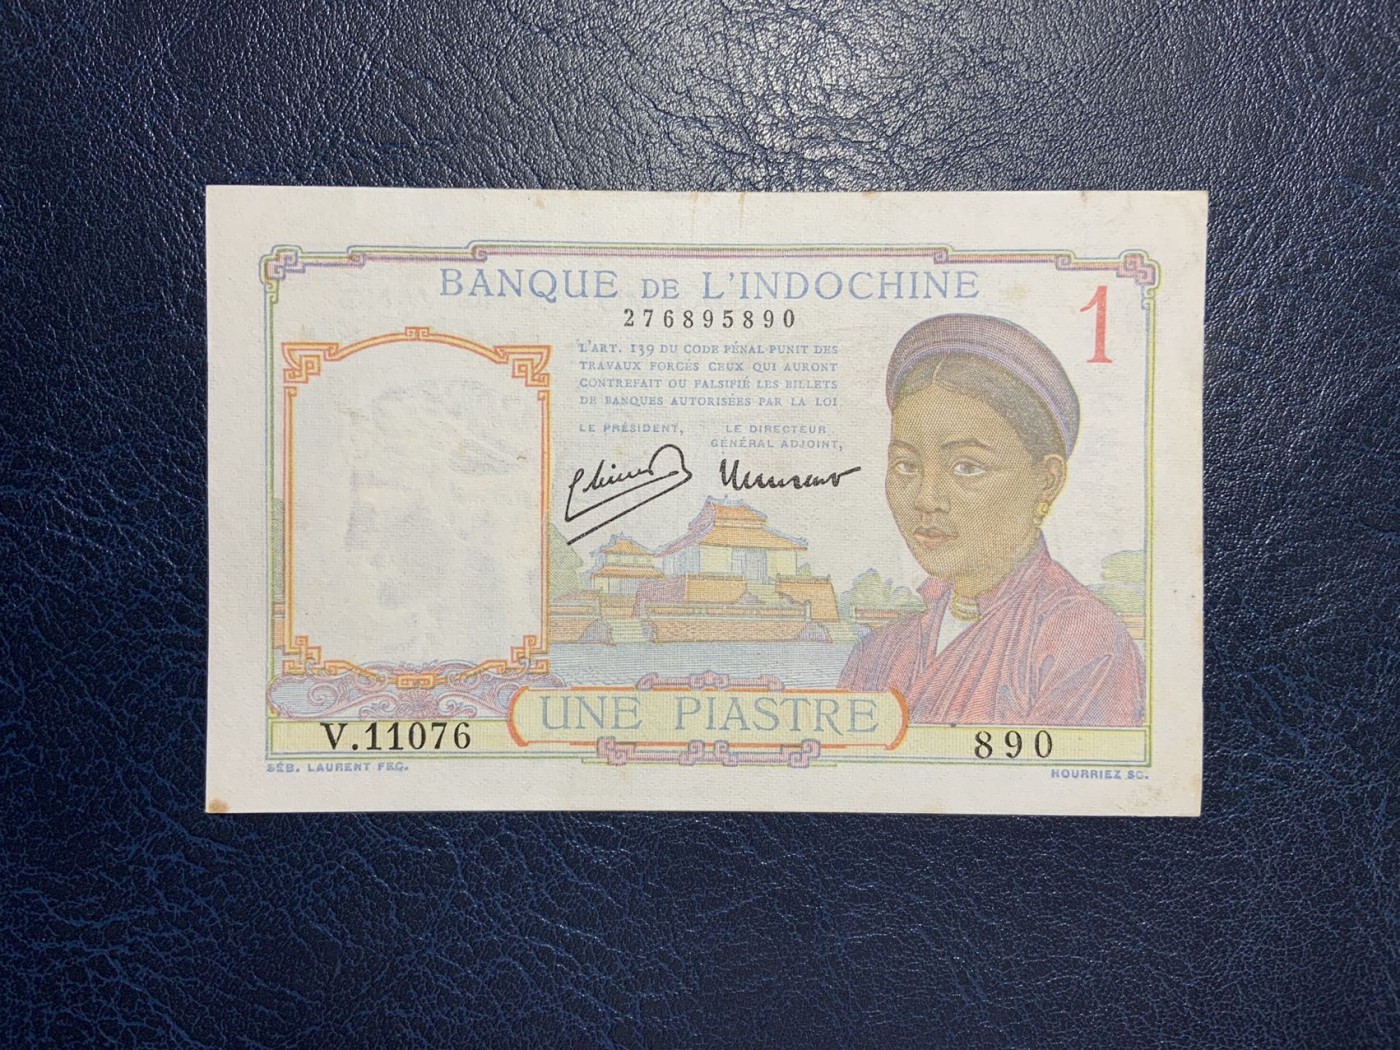 BANQUE DE L'INDOCHINE
1
276895890
L'ART. 139 DU CODE PÉNAL PUNIT DES
TRAVAUX FORCÉS CEUX QUI AURONT
CONTREFAIT OU FALSIFIÉ LES BILLETS
DE BANQUES AUTORISÉES PAR LA LOI
LE PRÉSIDENT,
LE DIRECTEUR
GÉNÉRAL ADJOINT,
UNE PIASTRE
V.11076
890
SÉB. LAURENT FEC.
HOURRIEZ SC.